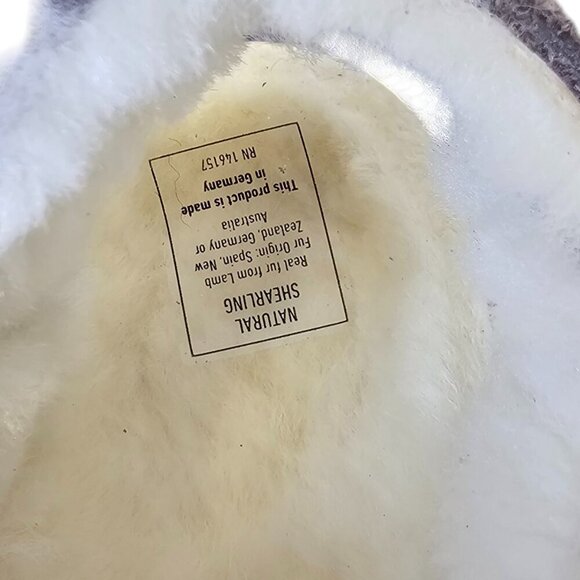 NATURAL
SHEARLING
Real fur from Lamb
Fur Origin: Spain, New
Zealand, Germany or
Australia
This product is made
in Germany
RN 146157